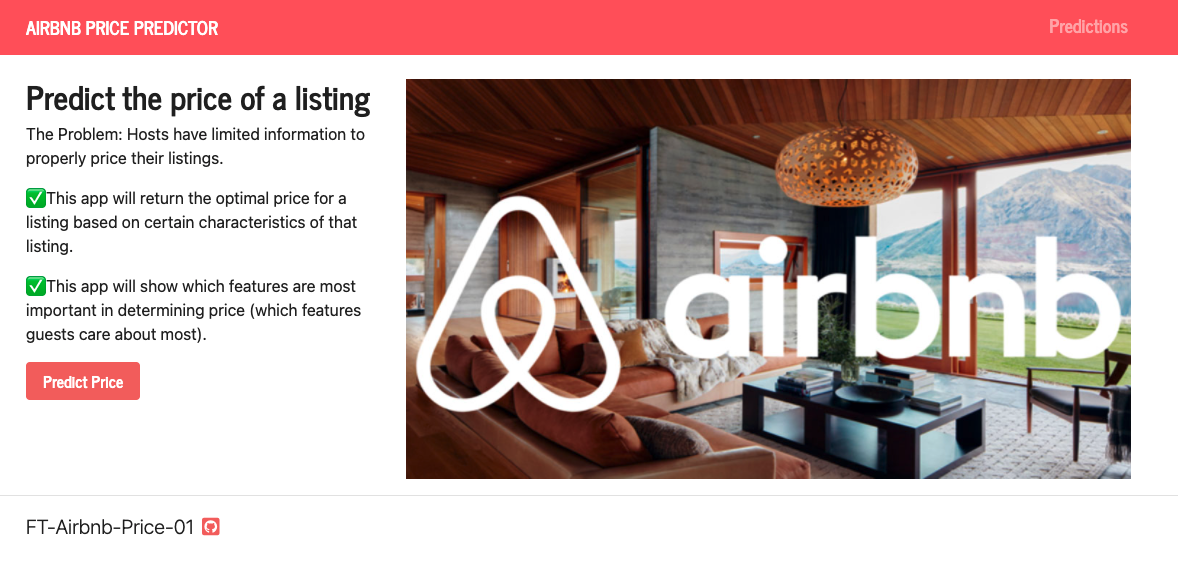 AIRBNB PRICE PREDICTOR
Predictions
Predict the price of a listing
The Problem: Hosts have limited information to
properly price their listings.
✅This app will return the optimal price for a
listing based on certain characteristics of that
listing.
✅This app will show which features are most
important in determining price (which features
guests care about most).
Predict Price
airbnb
FT-Airbnb-Price-01